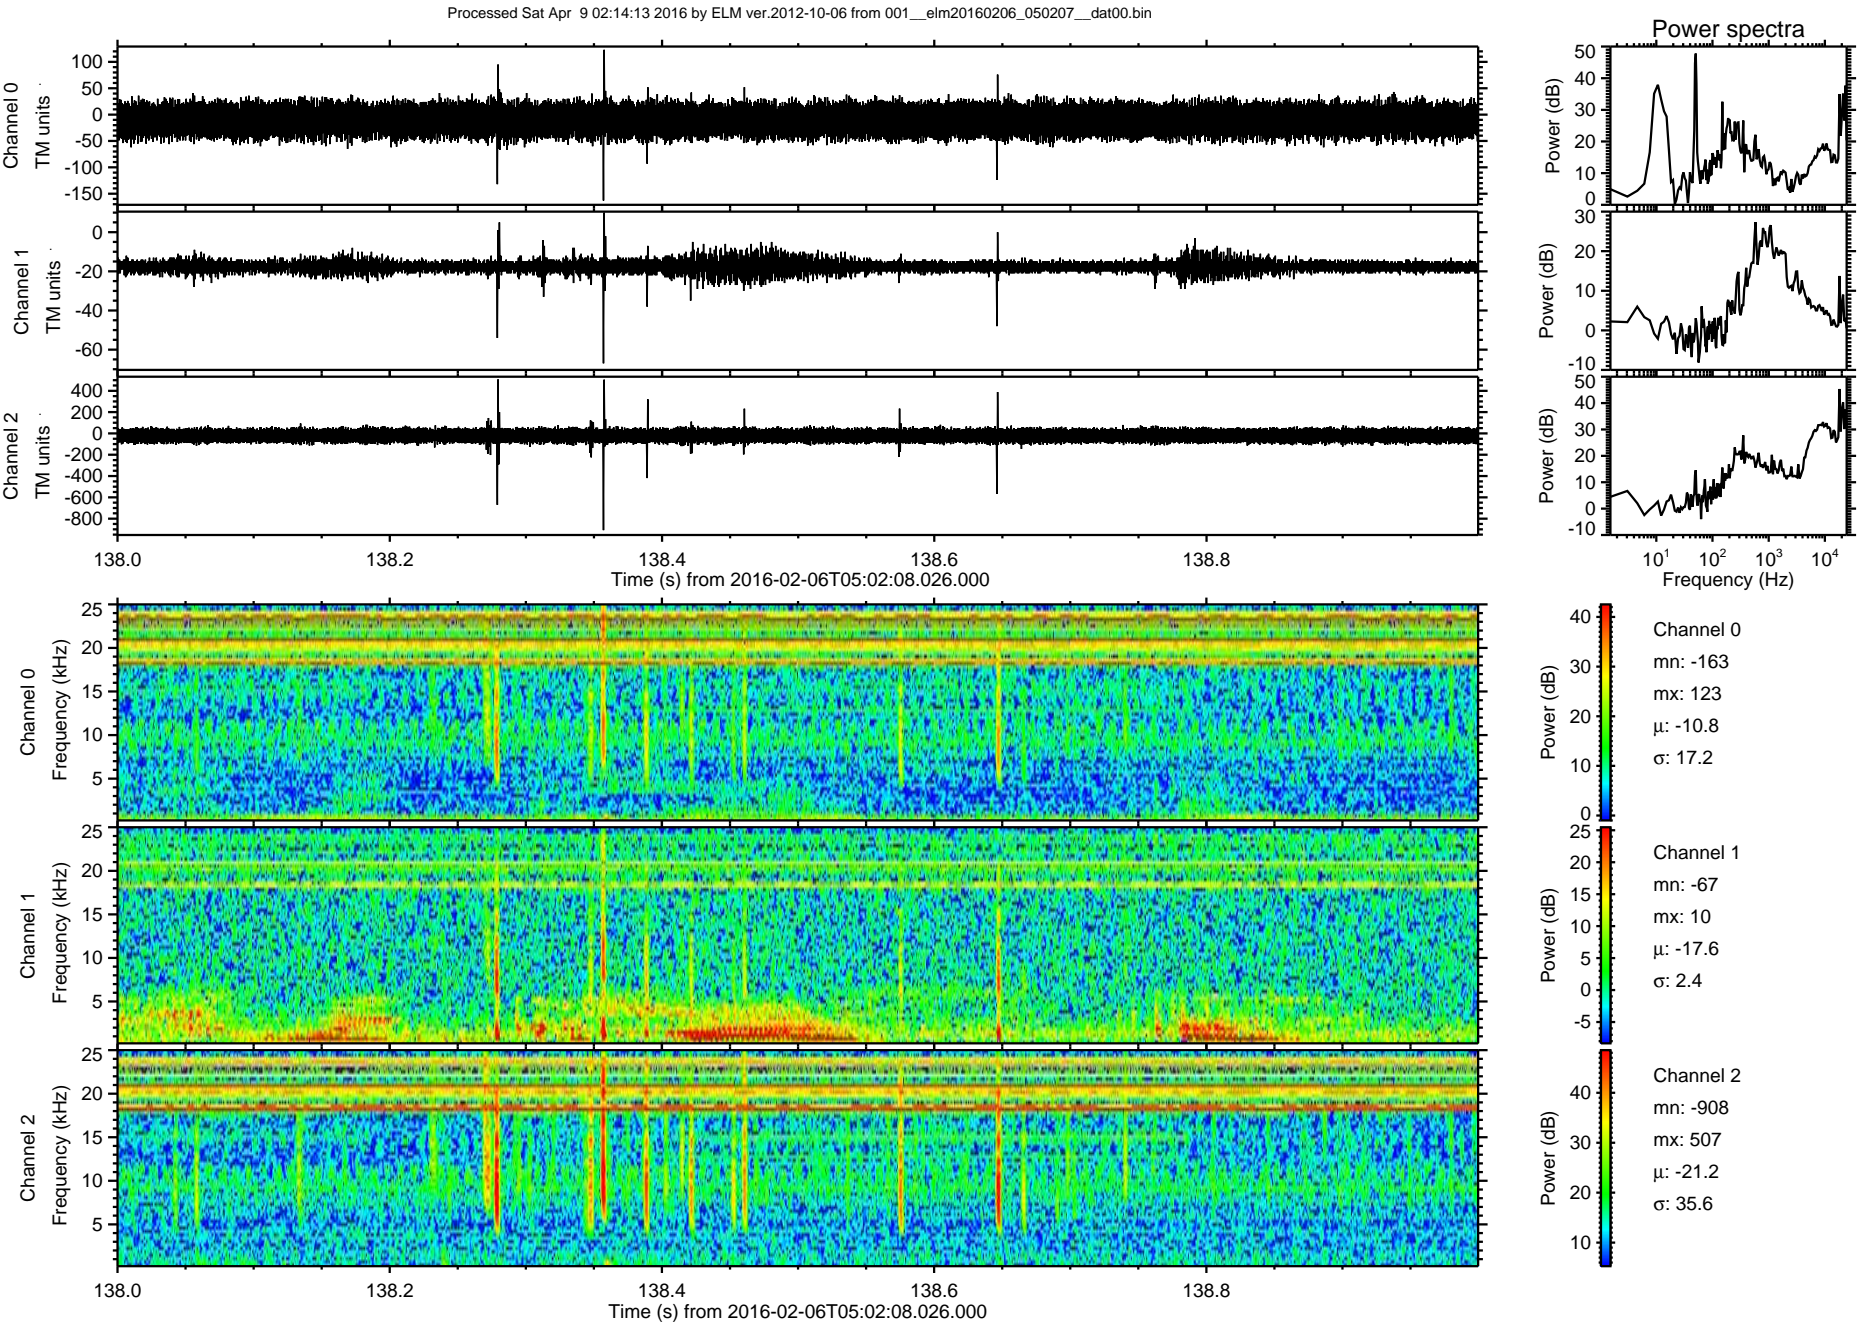 Processed Sat Apr  9 02:14:13 2016 by ELM ver.2012-10-06 from 001__elm20160206_050207__dat00.bin
Power spectra
Channel 0
TM units
100
50
0
-50
-100
-150
Power (dB)
50
40
30
20
10
0
Channel 1
TM units
0
-20
-40
-60
Power (dB)
30
20
10
0
-10
Channel 2
TM units
400
200
0
-200
-400
-600
-800
Power (dB)
50
40
30
20
10
0
-10
138.0 138.2 138.4 138.6 138.8
Time (s) from 2016-02-06T05:02:08.026.000
10¹ 10² 10³ 10⁴
Frequency (Hz)
Channel 0
Frequency (kHz)
25
20
15
10
5
Power (dB)
40
30
20
10
0
Channel 0
mn: -163
mx: 123
μ: -10.8
σ: 17.2
Channel 1
Frequency (kHz)
25
20
15
10
5
Power (dB)
25
20
15
10
5
0
-5
Channel 1
mn: -67
mx: 10
μ: -17.6
σ: 2.4
Channel 2
Frequency (kHz)
25
20
15
10
5
Power (dB)
40
30
20
10
Channel 2
mn: -908
mx: 507
μ: -21.2
σ: 35.6
138.0 138.2 138.4 138.6 138.8
Time (s) from 2016-02-06T05:02:08.026.000